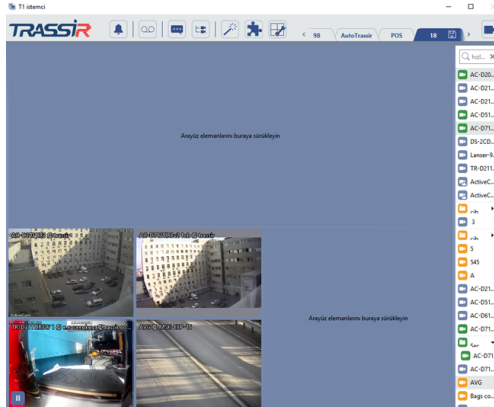 T1 istemci
TRASSIR
98
AutoTrassir
POS
18
AC-D20...
AC-D21...
AC-D21...
AC-D51...
AC-D71...
DS-2CD...
Lanser-9...
TR-D211...
ActiveC...
ActiveC...
3
5
545
A
AC-D21...
AC-D51...
AC-D61...
AC-D71...
AC-D71
AC-D71...
AVG
Bags co...
Arayüz elemanlarını buraya sürükleyin
Arayüz elemanlarını buraya sürükleyin